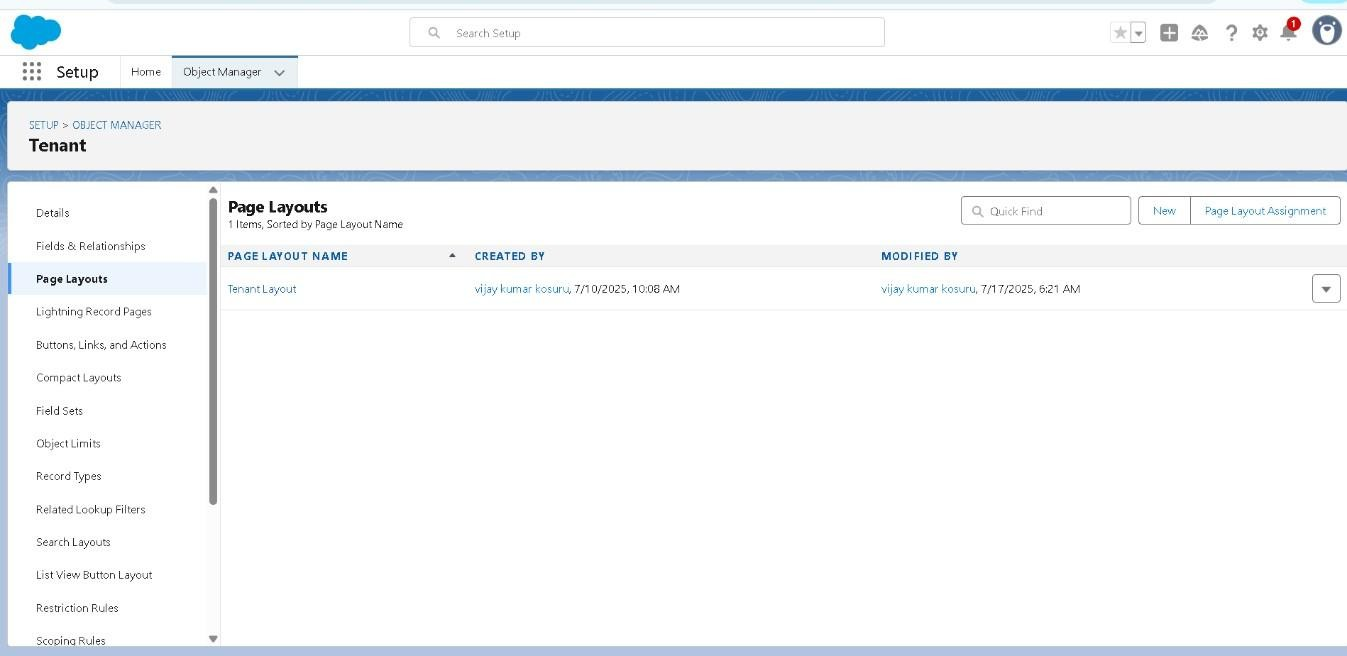 Search Setup
1
Setup
Home
Object Manager
SETUP > OBJECT MANAGER
Tenant
Details
Fields & Relationships
Page Layouts
Lightning Record Pages
Buttons, Links, and Actions
Compact Layouts
Field Sets
Object Limits
Record Types
Related Lookup Filters
Search Layouts
List View Button Layout
Restriction Rules
Scoping Rules
Page Layouts
1 Items, Sorted by Page Layout Name
Quick Find
New
Page Layout Assignment
PAGE LAYOUT NAME
CREATED BY
MODIFIED BY
Tenant Layout
vijay kumar kosuru, 7/10/2025, 10:08 AM
vijay kumar kosuru, 7/17/2025, 6:21 AM